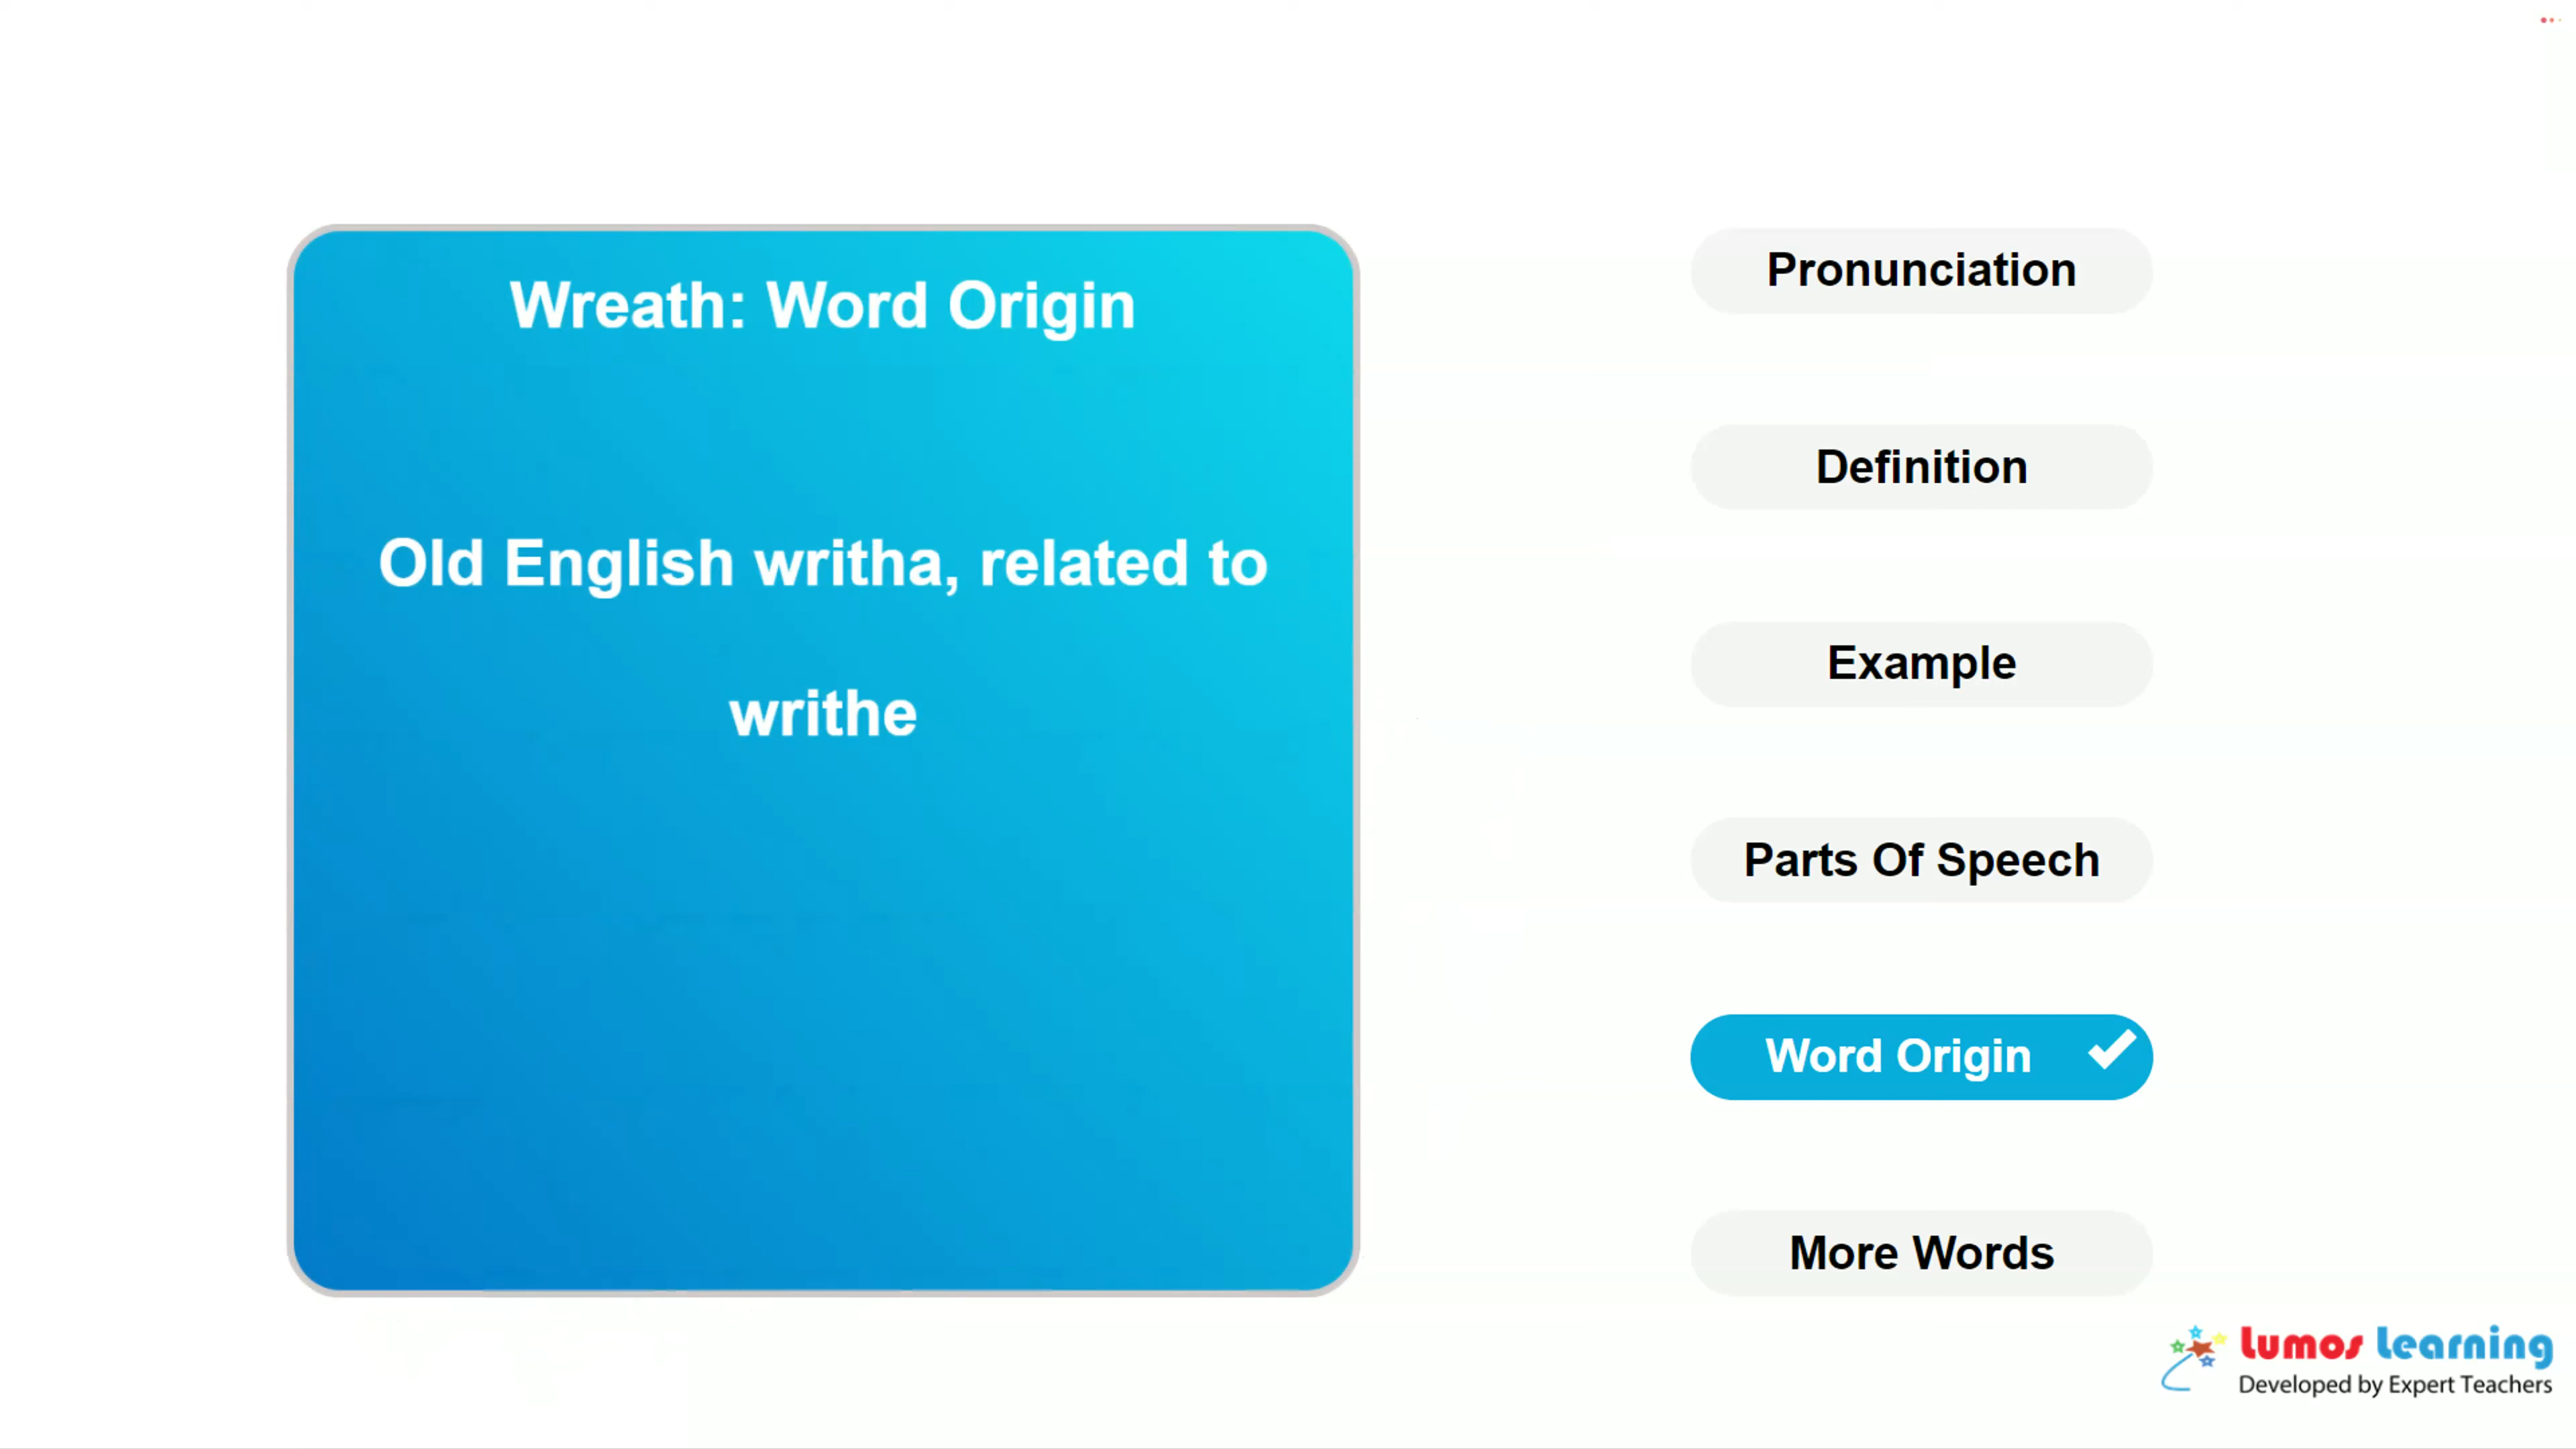 Wreath: Word Origin
Old English writha, related to
writhe
Pronunciation
Definition
Example
Parts Of Speech
Word Origin
More Words
Lumos Learning
Developed by Expert Teachers